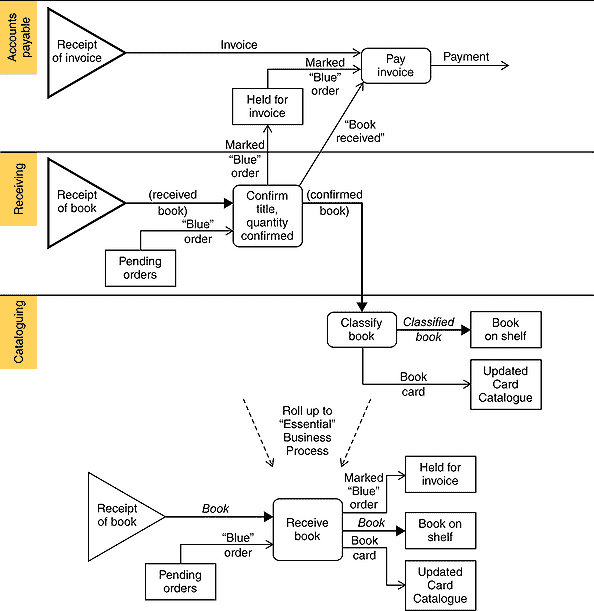 Accounts
payable
Receipt
of invoice
Invoice
Pay
invoice
Payment
Marked
"Blue"
order
Held for
invoice
"Book
received"
Marked
"Blue"
order
Receiving
Receipt
of book
(received
book)
Confirm
title,
quantity
confirmed
(confirmed
book)
"Blue"
order
Pending
orders
Cataloguing
Classify
book
Classified
book
Book
on shelf
Book
card
Updated
Card
Catalogue
Roll up to
"Essential"
Business
Process
Receipt
of book
Book
"Blue"
order
Pending
orders
Receive
book
Marked
"Blue"
order
Held for
invoice
Book
Book on
shelf
Book
card
Updated
Card
Catalogue